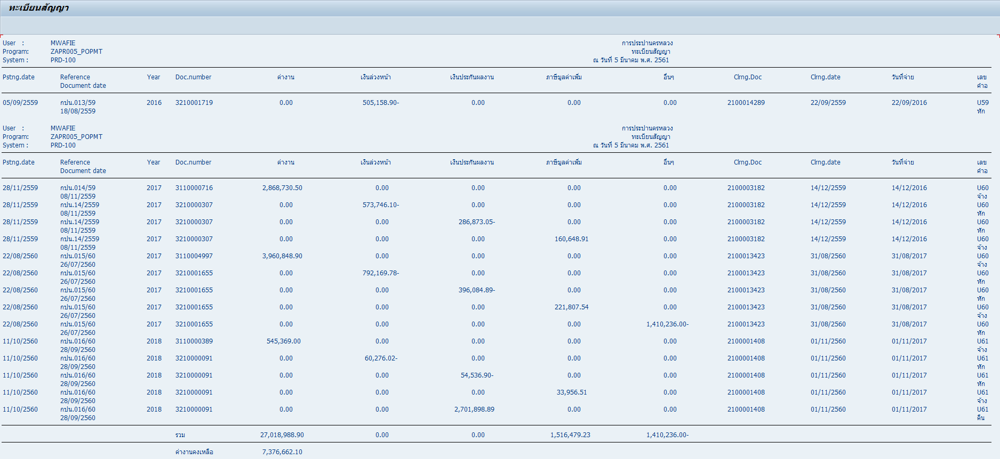 ทะเบียนสัญญา
User : MWAFIE การประปานครหลวง
Program: ZAPR005_POPMT ทะเบียนสัญญา
System : PRD-100 ณ วันที่ 5 มีนาคม พ.ศ. 2561
Pstng.date Reference Year Doc.number ค่างาน เงินล่วงหน้า เงินประกันผลงาน ภาษีมูลค่าเพิ่ม อื่นๆ Clrng.Doc Clrng.date วันที่จ่าย เลข
Document date คำอ
05/09/2559 กปน.013/59 2016 3210001719 0.00 505,158.90- 0.00 0.00 0.00 2100014289 22/09/2559 22/09/2016 U59
18/08/2559 หัก
User : MWAFIE การประปานครหลวง
Program: ZAPR005_POPMT ทะเบียนสัญญา
System : PRD-100 ณ วันที่ 5 มีนาคม พ.ศ. 2561
Pstng.date Reference Year Doc.number ค่างาน เงินล่วงหน้า เงินประกันผลงาน ภาษีมูลค่าเพิ่ม อื่นๆ Clrng.Doc Clrng.date วันที่จ่าย เลข
Document date คำอ
28/11/2559 กปน.014/59 2017 3110000716 2,868,730.50 0.00 0.00 0.00 0.00 2100003182 14/12/2559 14/12/2016 U60
08/11/2559 จ้าง
28/11/2559 กปน.14/2559 2017 3210000307 0.00 573,746.10- 0.00 0.00 0.00 2100003182 14/12/2559 14/12/2016 U60
08/11/2559 หัก
28/11/2559 กปน.14/2559 2017 3210000307 0.00 0.00 286,873.05- 0.00 0.00 2100003182 14/12/2559 14/12/2016 U60
08/11/2559 หัก
28/11/2559 กปน.14/2559 2017 3210000307 0.00 0.00 0.00 160,648.91 0.00 2100003182 14/12/2559 14/12/2016 U60
08/11/2559 จ้าง
22/08/2560 กปน.015/60 2017 3110004997 3,960,848.90 0.00 0.00 0.00 0.00 2100013423 31/08/2560 31/08/2017 U60
26/07/2560 จ้าง
22/08/2560 กปน.015/60 2017 3210001655 0.00 792,169.78- 0.00 0.00 0.00 2100013423 31/08/2560 31/08/2017 U60
26/07/2560 หัก
22/08/2560 กปน.015/60 2017 3210001655 0.00 0.00 396,084.89- 0.00 0.00 2100013423 31/08/2560 31/08/2017 U60
26/07/2560 หัก
22/08/2560 กปน.015/60 2017 3210001655 0.00 0.00 0.00 221,807.54 0.00 2100013423 31/08/2560 31/08/2017 U60
26/07/2560 จ้าง
22/08/2560 กปน.015/60 2017 3210001655 0.00 0.00 0.00 0.00 1,410,236.00- 2100013423 31/08/2560 31/08/2017 U60
26/07/2560 หัก
11/10/2560 กปน.016/60 2018 3110000389 545,369.00 0.00 0.00 0.00 0.00 2100001408 01/11/2560 01/11/2017 U61
28/09/2560 จ้าง
11/10/2560 กปน.016/60 2018 3210000091 0.00 60,276.02- 0.00 0.00 0.00 2100001408 01/11/2560 01/11/2017 U61
28/09/2560 หัก
11/10/2560 กปน.016/60 2018 3210000091 0.00 0.00 54,536.90- 0.00 0.00 2100001408 01/11/2560 01/11/2017 U61
28/09/2560 หัก
11/10/2560 กปน.016/60 2018 3210000091 0.00 0.00 0.00 33,956.51 0.00 2100001408 01/11/2560 01/11/2017 U61
28/09/2560 จ้าง
11/10/2560 กปน.016/60 2018 3210000091 0.00 0.00 2,701,898.89 0.00 0.00 2100001408 01/11/2560 01/11/2017 U61
28/09/2560 คืน
รวม 27,018,988.90 0.00 0.00 1,516,479.23 1,410,236.00-
ค่างานคงเหลือ 7,376,662.10